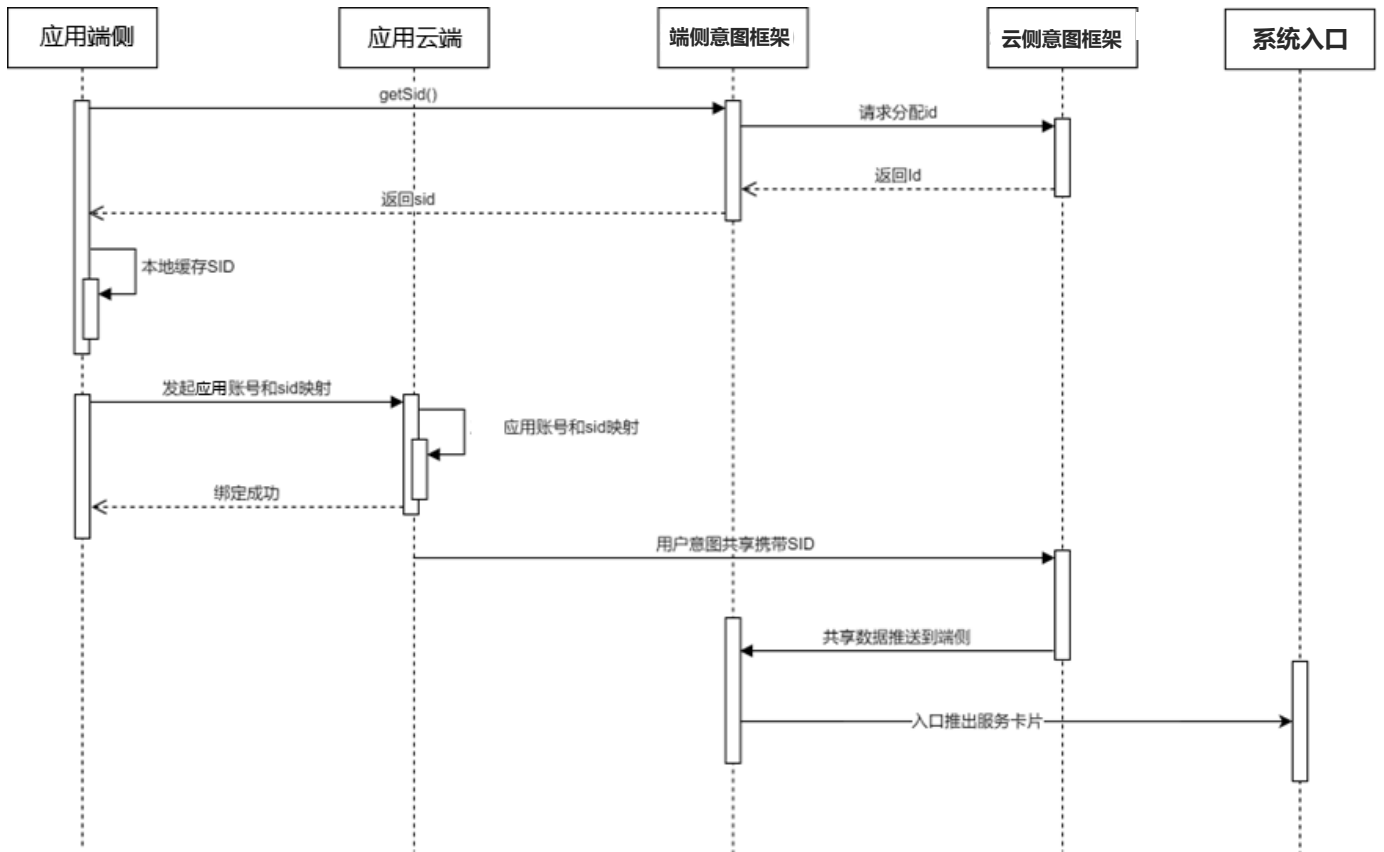 应用端侧
应用云端
端侧意图框架
云侧意图框架
系统入口
getSid()
请求分配id
返回Id
返回sid
本地缓存SID
发起应用账号和sid映射
应用账号和sid映射
绑定成功
用户意图共享携带SID
共享数据推送到端侧
入口推出服务卡片